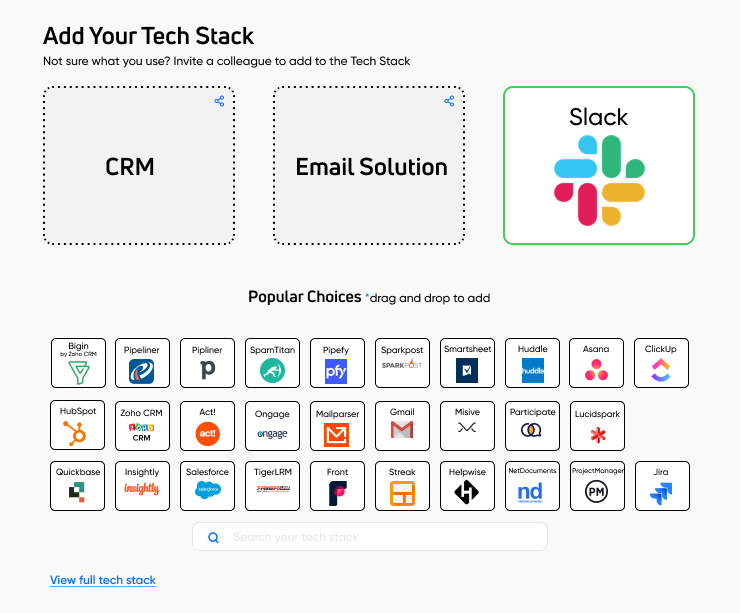 Add Your Tech Stack
Not sure what you use? Invite a colleague to add to the Tech Stack
CRM
Email Solution
Slack
Popular Choices *drag and drop to add
Bigin
by Zoho CRM
Pipeliner
Pipliner
p
SpamTitan
Pipefy
pfy
Sparkpost
SPARKPOST
Smartsheet
Huddle
huddle
Asana
ClickUp
HubSpot
Zoho CRM
ZOHO
CRM
Act!
act!
Ongage
ongage
Mailparser
Gmail
Misive
Participate
Lucidspark
Quickbase
Insightly
insightly
Salesforce
salesforce
TigerLRM
Front
Streak
Helpwise
NetDocuments
nd
netdocuments
ProjectManager
PM
Jira
Search your tech stack
View full tech stack